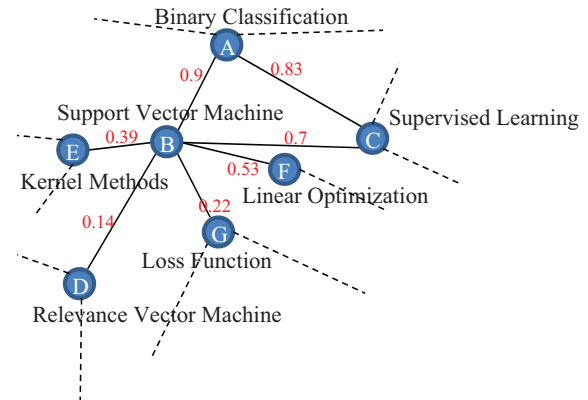 Binary Classification
A
0.9
0.83
Support Vector Machine
Supervised Learning
0.39
B
0.7
C
E
0.53
F
Kernel Methods
Linear Optimization
0.22
0.14
G
Loss Function
D
Relevance Vector Machine